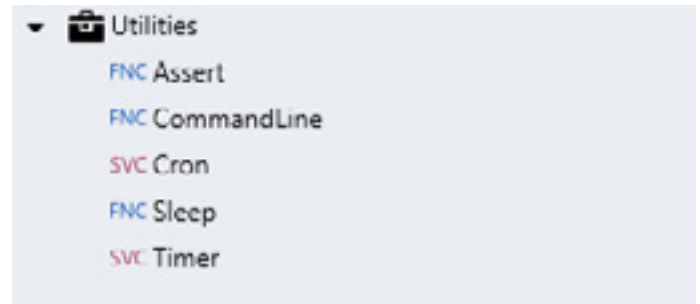 Utilities
FNC Assert
FNC CommandLine
SVC Cron
FNC Sleep
SVC Timer